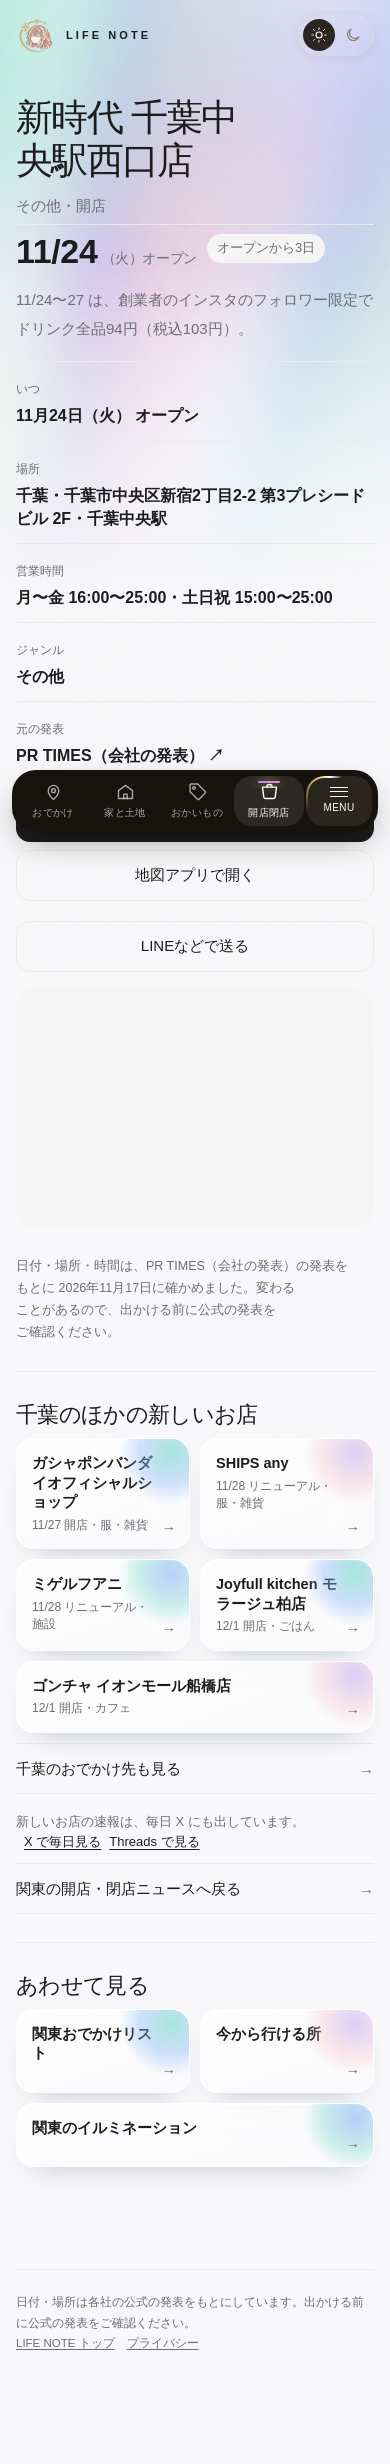 LIFE NOTE
新時代 千葉中
央駅西口店
その他・開店
11/24 （火）オープン オープンから3日
11/24〜27 は、創業者のインスタのフォロワー限定で
ドリンク全品94円（税込103円）。
いつ
11月24日（火） オープン
場所
千葉・千葉市中央区新宿2丁目2-2 第3プレシード
ビル 2F・千葉中央駅
営業時間
月〜金 16:00〜25:00・土日祝 15:00〜25:00
ジャンル
その他
元の発表
PR TIMES（会社の発表） ↗
おでかけ 家と土地 おかいもの 開店閉店 MENU
地図アプリで開く
LINEなどで送る
日付・場所・時間は、PR TIMES（会社の発表）の発表を
もとに 2026年11月17日に確かめました。変わる
ことがあるので、出かける前に公式の発表を
ご確認ください。
千葉のほかの新しいお店
ガシャポンバンダ
イオフィシャルシ
ョップ
11/27 開店・服・雑貨 →
SHIPS any
11/28 リニューアル・
服・雑貨
→
ミゲルフアニ
11/28 リニューアル・
施設
→
Joyfull kitchen モ
ラージュ柏店
12/1 開店・ごはん →
ゴンチャ イオンモール船橋店
12/1 開店・カフェ →
千葉のおでかけ先も見る →
新しいお店の速報は、毎日 X にも出しています。
X で毎日見る Threads で見る
関東の開店・閉店ニュースへ戻る →
あわせて見る
関東おでかけリス
ト
→
今から行ける所
→
関東のイルミネーション
→
日付・場所は各社の公式の発表をもとにしています。出かける前
に公式の発表をご確認ください。
LIFE NOTE トップ プライバシー